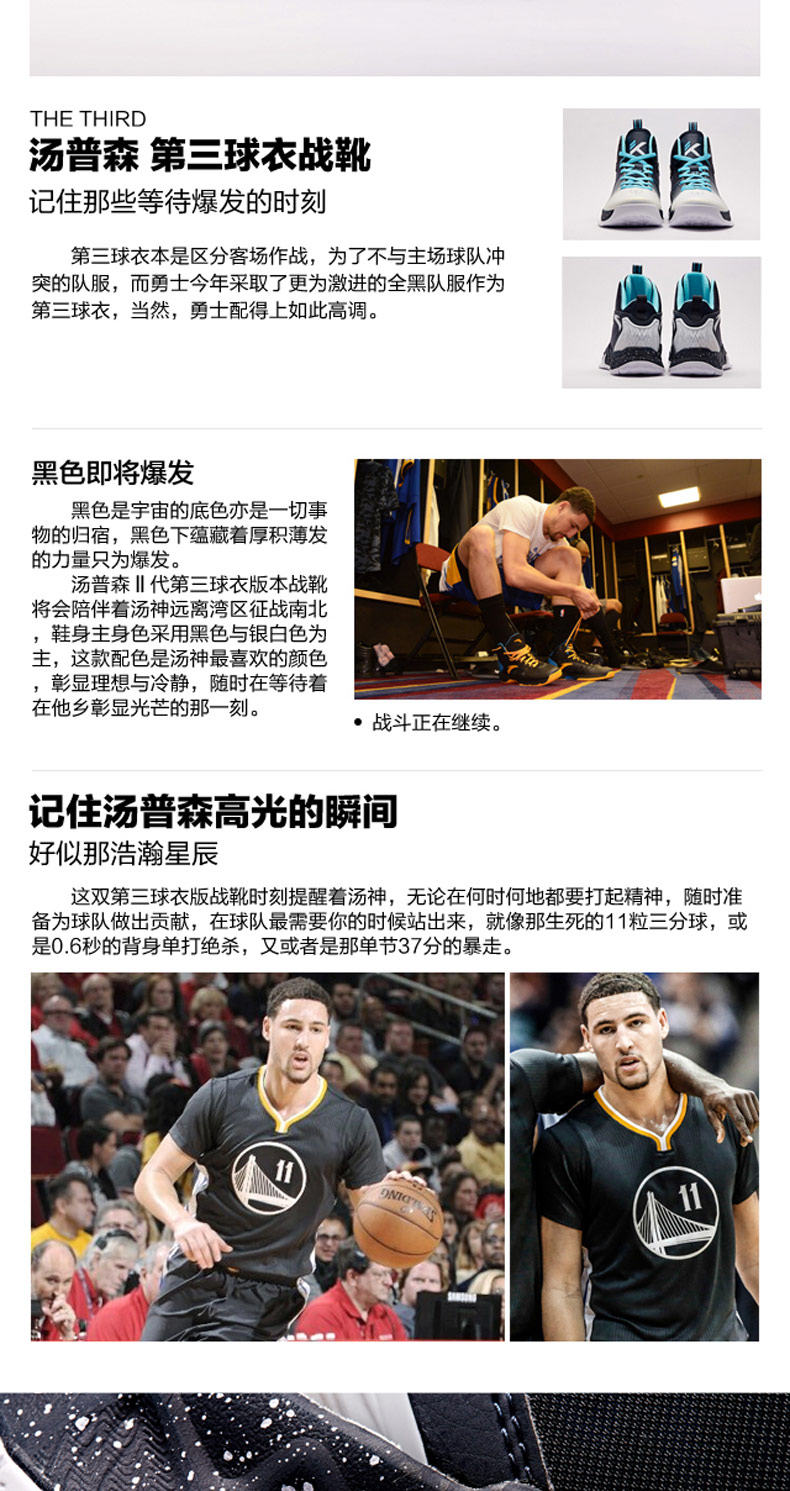 THE THIRD
汤普森 第三球衣战靴
记住那些等待爆发的时刻
第三球衣本是区分客场作战，为了不与主场球队冲
突的队服，而勇士今年采取了更为激进的全黑队服作为
第三球衣，当然，勇士配得上如此高调。
黑色即将爆发
黑色是宇宙的底色亦是一切事
物的归宿，黑色下蕴藏着厚积薄发
的力量只为爆发。
汤普森Ⅱ代第三球衣版本战靴
将会陪伴着汤神远离湾区征战南北
，鞋身主身色采用黑色与银白色为
主，这款配色是汤神最喜欢的颜色
，彰显理想与冷静，随时在等待着
在他乡彰显光芒的那一刻。
• 战斗正在继续。
记住汤普森高光的瞬间
好似那浩瀚星辰
这双第三球衣版战靴时刻提醒着汤神，无论在何时何地都要打起精神，随时准
备为球队做出贡献，在球队最需要你的时候站出来，就像那生死的11粒三分球，或
是0.6秒的背身单打绝杀，又或者是那单节37分的暴走。
11
SPALDING
SAMSUNG
11